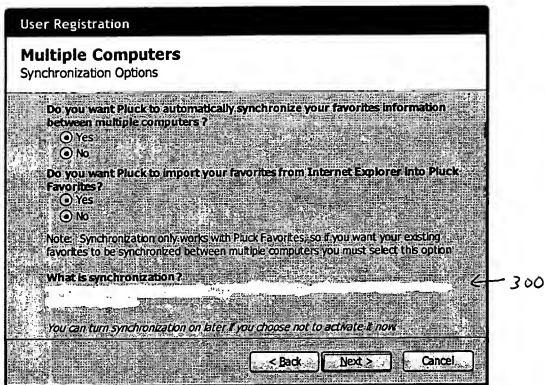 User Registration
Multiple Computers
Synchronization Options
Do you want Pluck to automatically synchronize your favorites information
between multiple computers ?
Yes
No
Do you want Pluck to import your favorites from Internet Explorer into Pluck
Favorites?
Yes
No
Note: Synchronization only works with Pluck Favorites, so if you want your existing
favorites to be synchronized between multiple computers you must select this option
What is synchronization ?
300
You can turn synchronization on later if you choose not to activate it now
< Back Next > Cancel